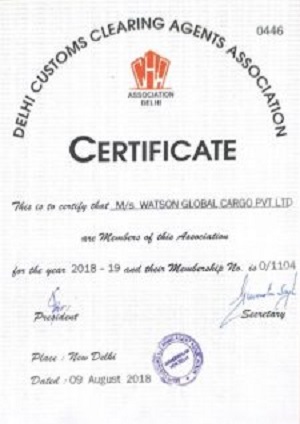 0446
DELHI CUSTOMS CLEARING AGENTS ASSOCIATION
CHA
ASSOCIATION
DELHI
CERTIFICATE
This is to certify that M/s. WATSON GLOBAL CARGO PVT LTD
are Members of this Association
for the year 2018 - 19 and their Membership No. is 0/1104
President Secretary
Place : New Delhi
Dated : 09 August 2018